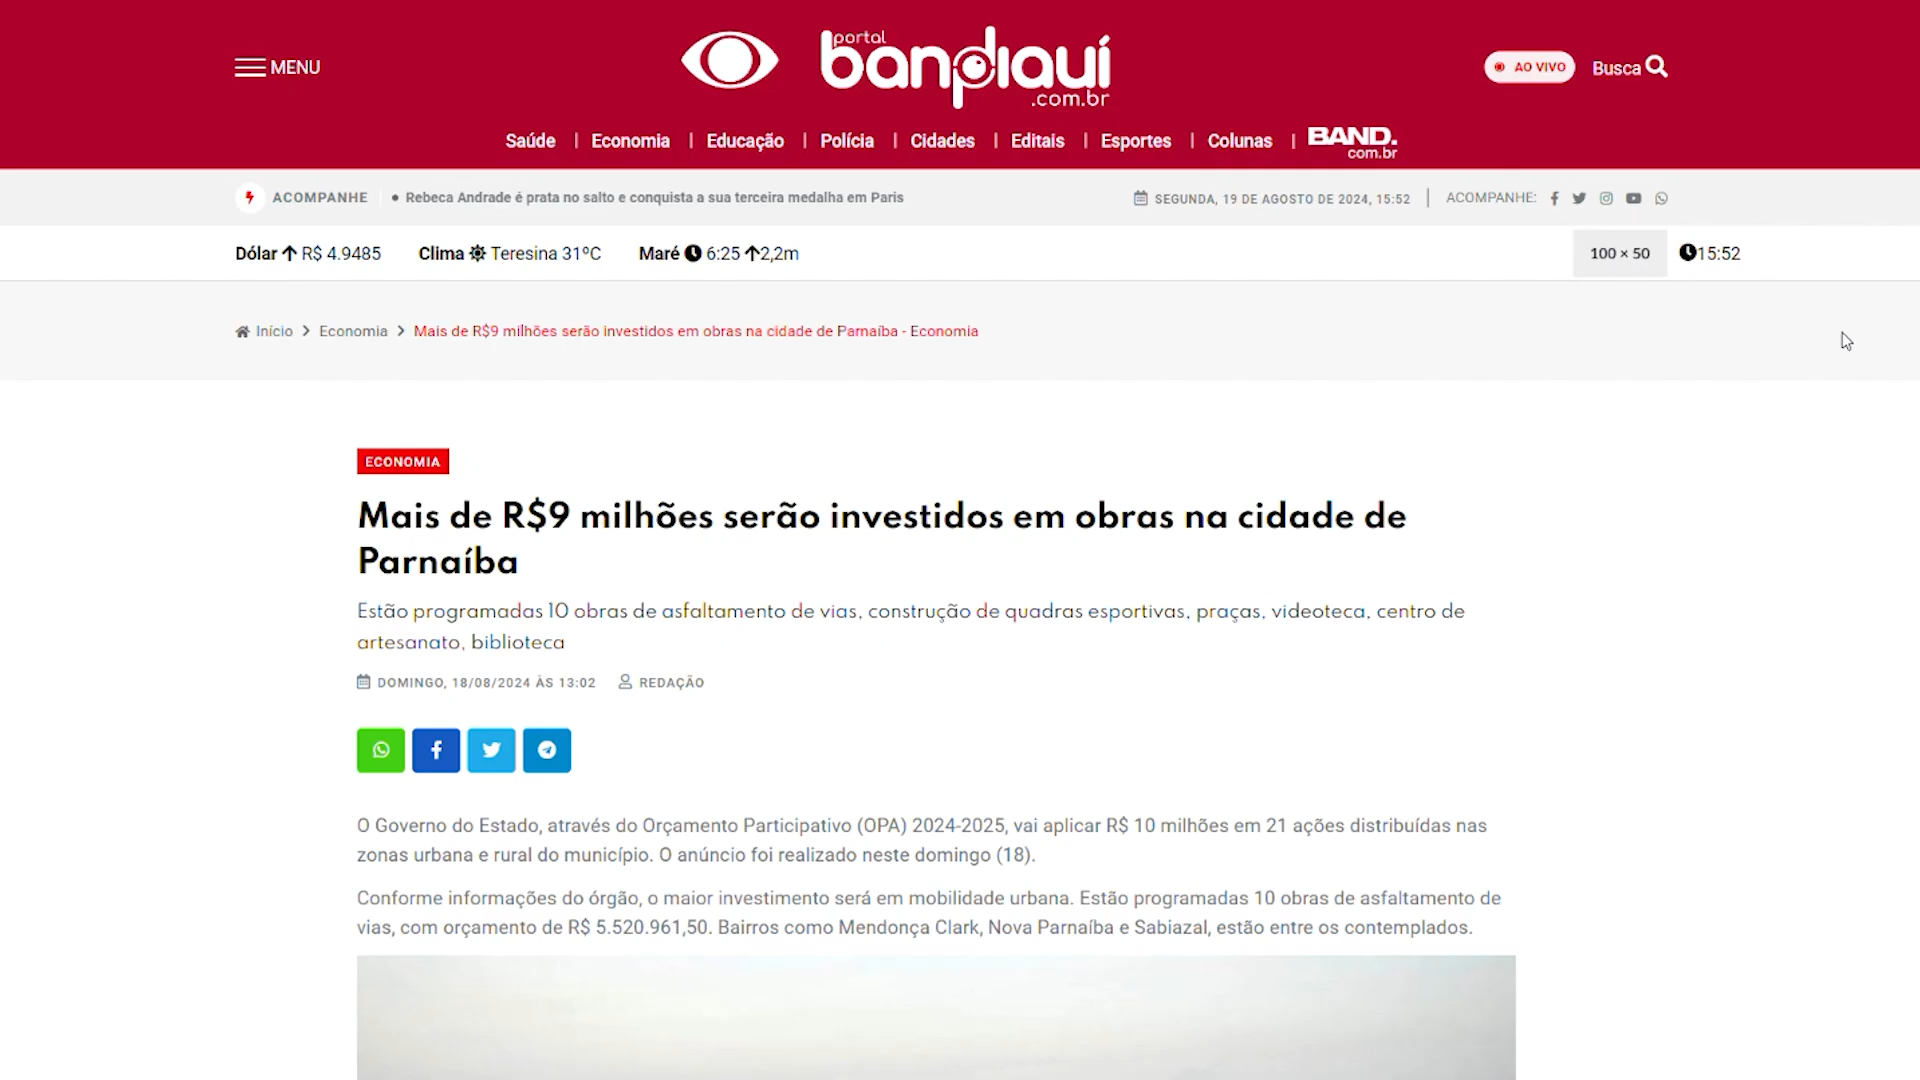 MENU
portal
bandpiauí
.com.br
AO VIVO
Busca
Saúde | Economia | Educação | Polícia | Cidades | Editais | Esportes | Colunas | BAND.
com.br
ACOMPANHE • Rebeca Andrade é prata no salto e conquista a sua terceira medalha em Paris
SEGUNDA, 19 DE AGOSTO DE 2024, 15:52 | ACOMPANHE:
Dólar R$ 4.9485 Clima Teresina 31ºC Maré 6:25 2,2m
100 × 50
15:52
Início > Economia > Mais de R$9 milhões serão investidos em obras na cidade de Parnaíba - Economia
ECONOMIA
Mais de R$9 milhões serão investidos em obras na cidade de
Parnaíba
Estão programadas 10 obras de asfaltamento de vias, construção de quadras esportivas, praças, videoteca, centro de
artesanato, biblioteca
DOMINGO, 18/08/2024 ÀS 13:02 REDAÇÃO
O Governo do Estado, através do Orçamento Participativo (OPA) 2024-2025, vai aplicar R$ 10 milhões em 21 ações distribuídas nas
zonas urbana e rural do município. O anúncio foi realizado neste domingo (18).
Conforme informações do órgão, o maior investimento será em mobilidade urbana. Estão programadas 10 obras de asfaltamento de
vias, com orçamento de R$ 5.520.961,50. Bairros como Mendonça Clark, Nova Parnaíba e Sabiazal, estão entre os contemplados.